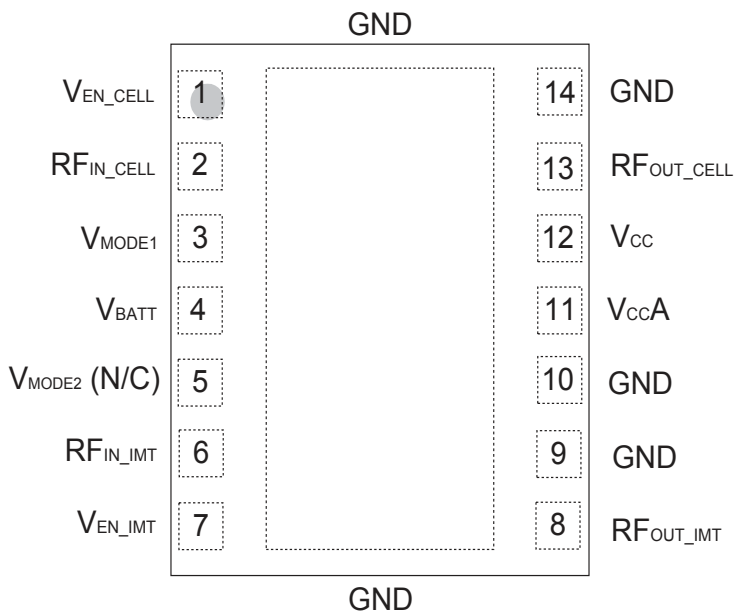 GND
VEN_CELL 1 14 GND
RFIN_CELL 2 13 RFOUT_CELL
VMODE1 3 12 VCC
VBATT 4 11 VCCA
VMODE2 (N/C) 5 10 GND
RFIN_IMT 6 9 GND
VEN_IMT 7 8 RFOUT_IMT
GND